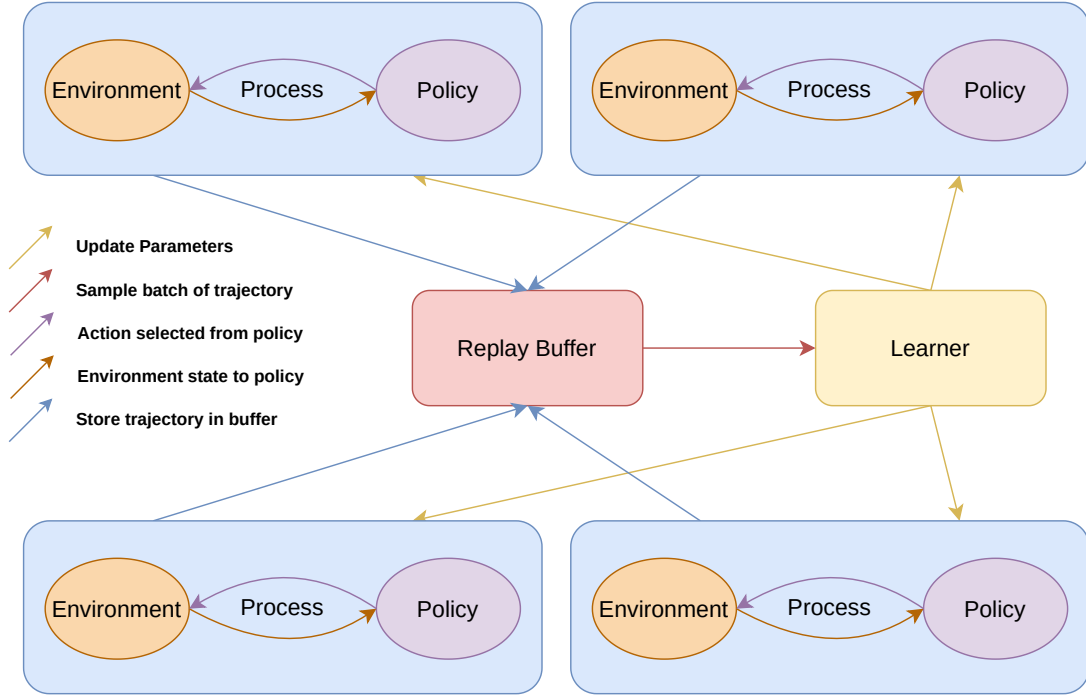 Environment
Process
Policy
Environment
Process
Policy
Update Parameters
Sample batch of trajectory
Action selected from policy
Environment state to policy
Store trajectory in buffer
Replay Buffer
Learner
Environment
Process
Policy
Environment
Process
Policy